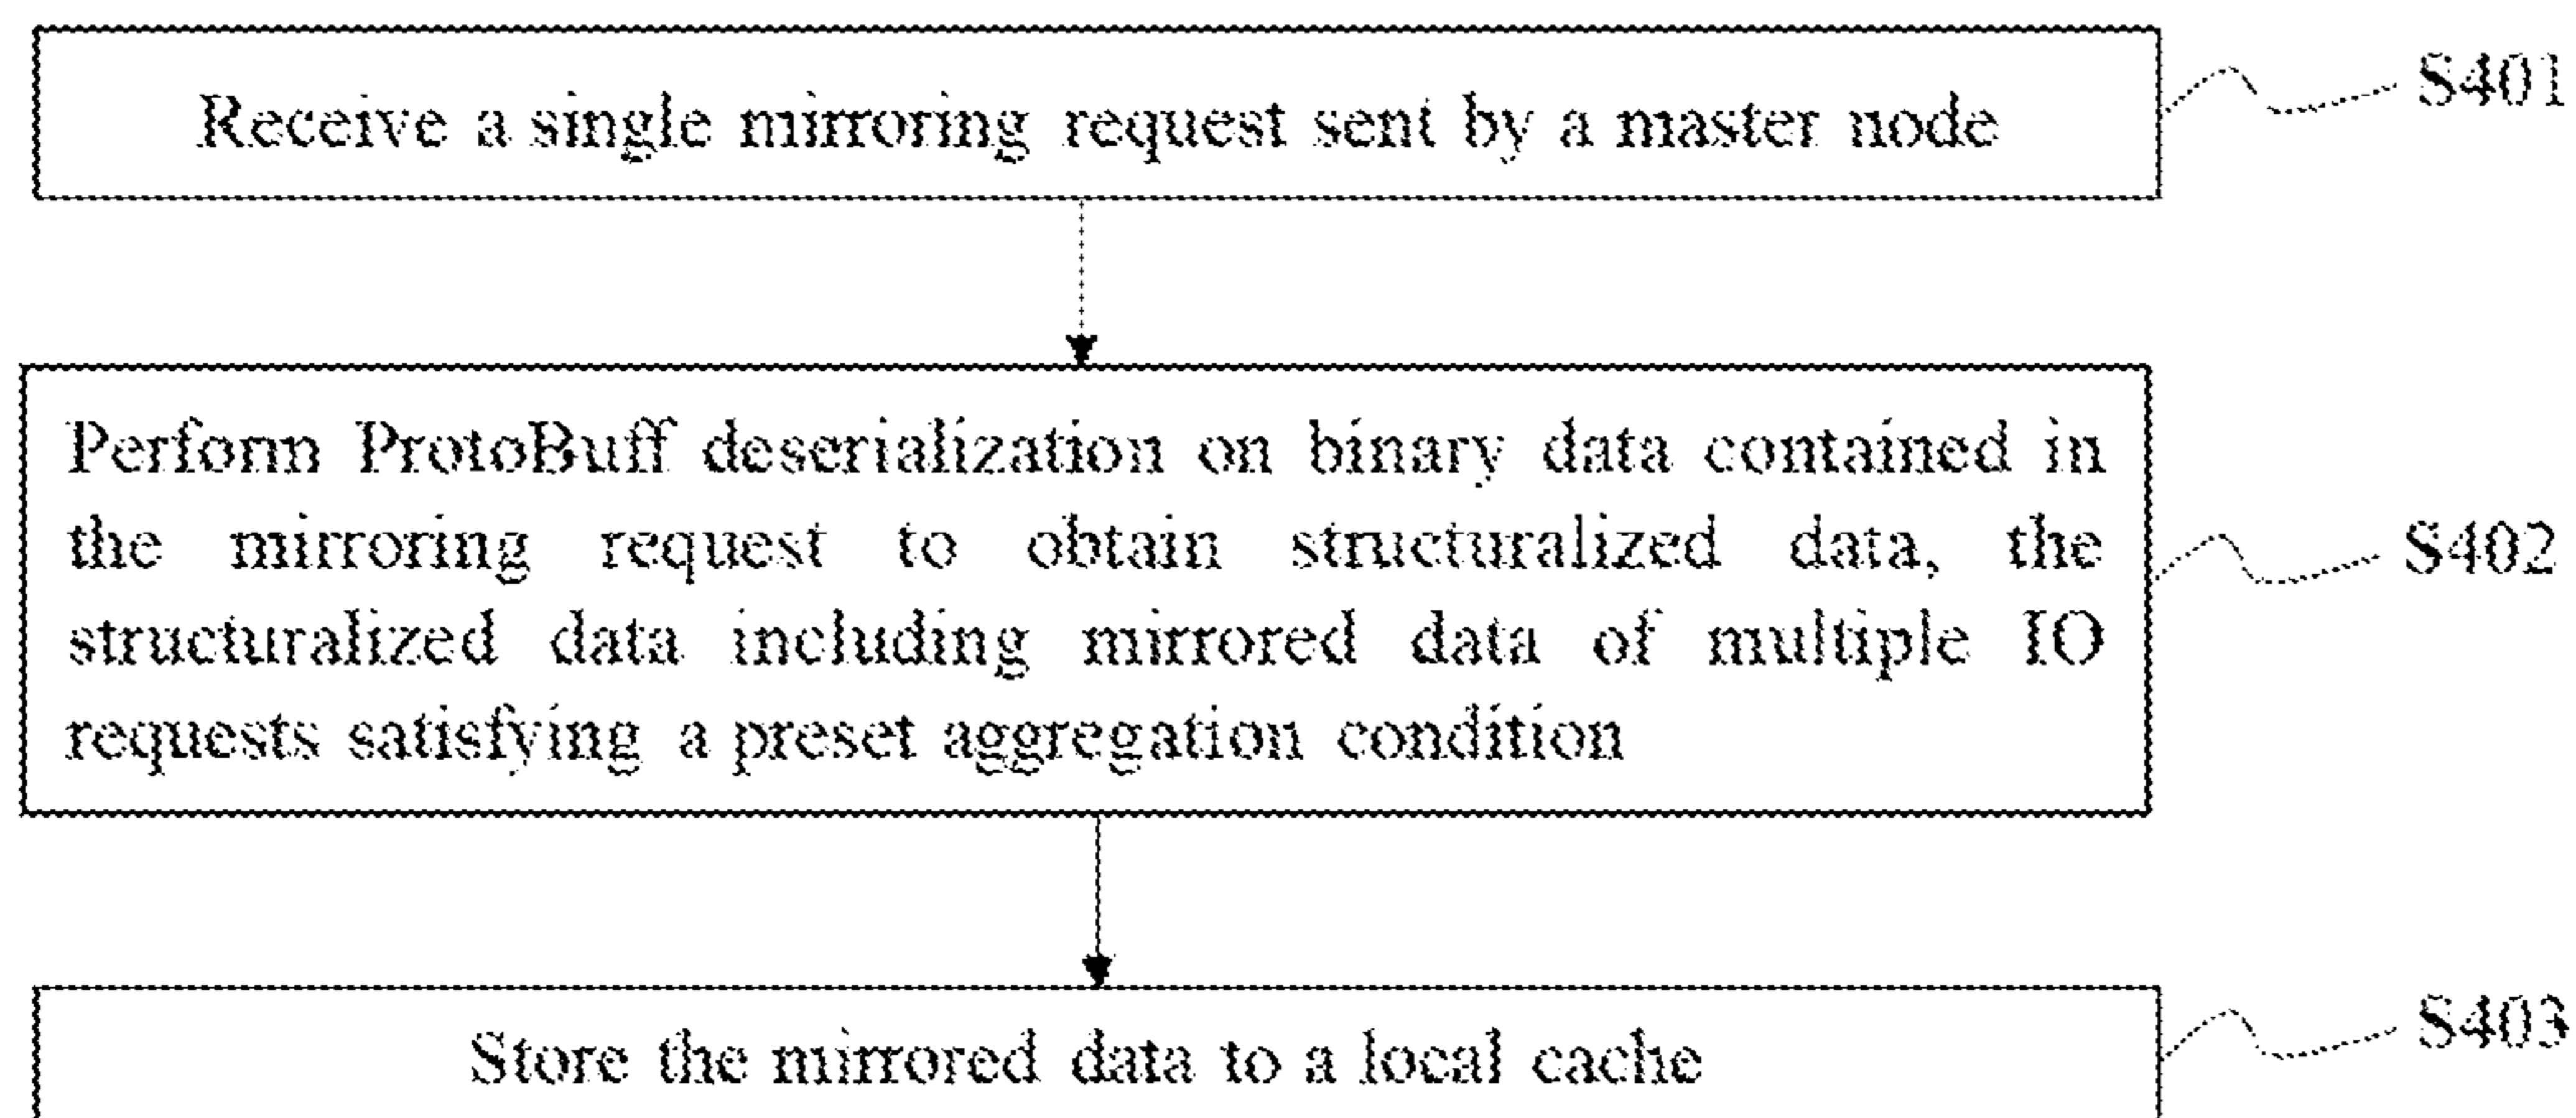 Receive a single mirroring request sent by a master node
S401
Perform ProtoBuff deserialization on binary data contained in
the mirroring request to obtain structuralized data, the
structuralized data including mirrored data of multiple IO
requests satisfying a preset aggregation condition
S402
Store the mirrored data to a local cache
S403